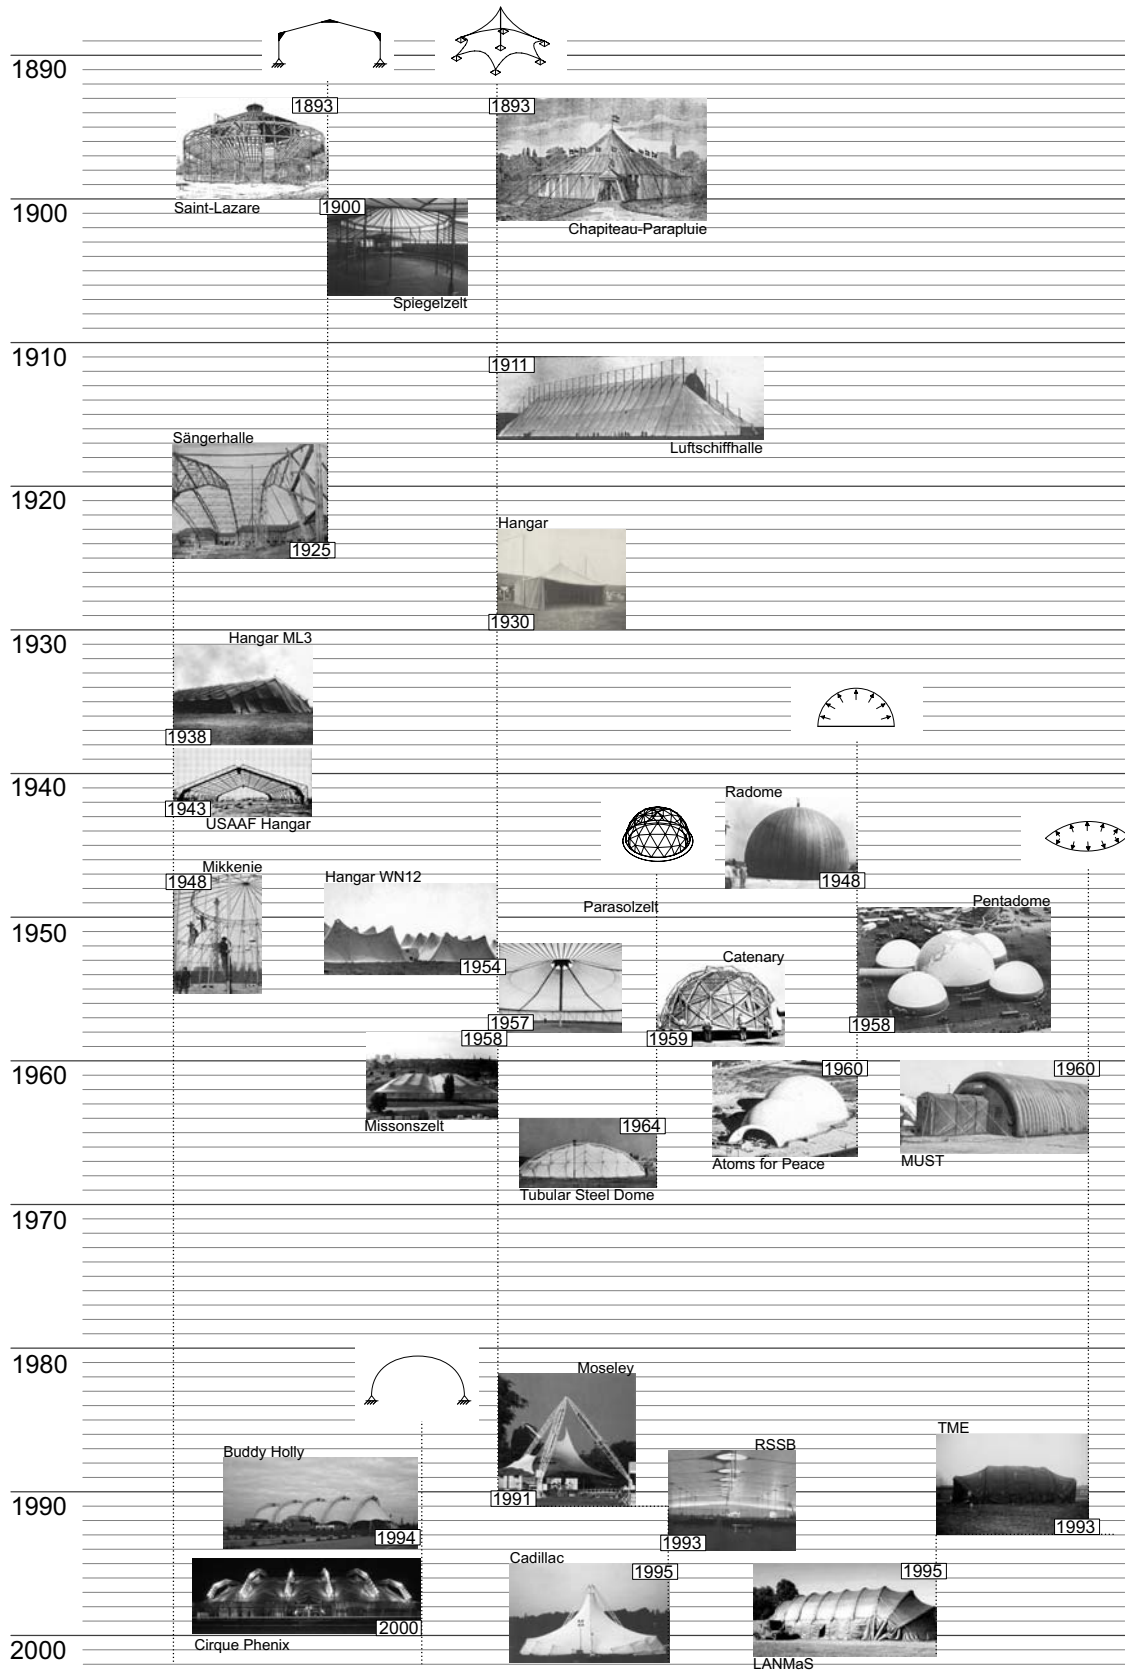 1890
1893
1893
Saint-Lazare
1900
1900
Chapiteau-Parapluie
Spiegelzelt
1910
1911
Sängerhalle
Luftschiffhalle
1920
Hangar
1925
1930
1930
Hangar ML3
1938
1940
Radome
1943
USAAF Hangar
Mikkenie
1948
Hangar WN12
1948
Parasolzelt
Pentadome
1950
1954
Catenary
1957
1958
1958
1959
1960
1960
1960
Missonszelt
1964
Atoms for Peace
MUST
Tubular Steel Dome
1970
1980
Moseley
Buddy Holly
RSSB
TME
1990
1991
1994
1993
1993
Cadillac
1995
1995
2000
Cirque Phenix
2000
LANMaS